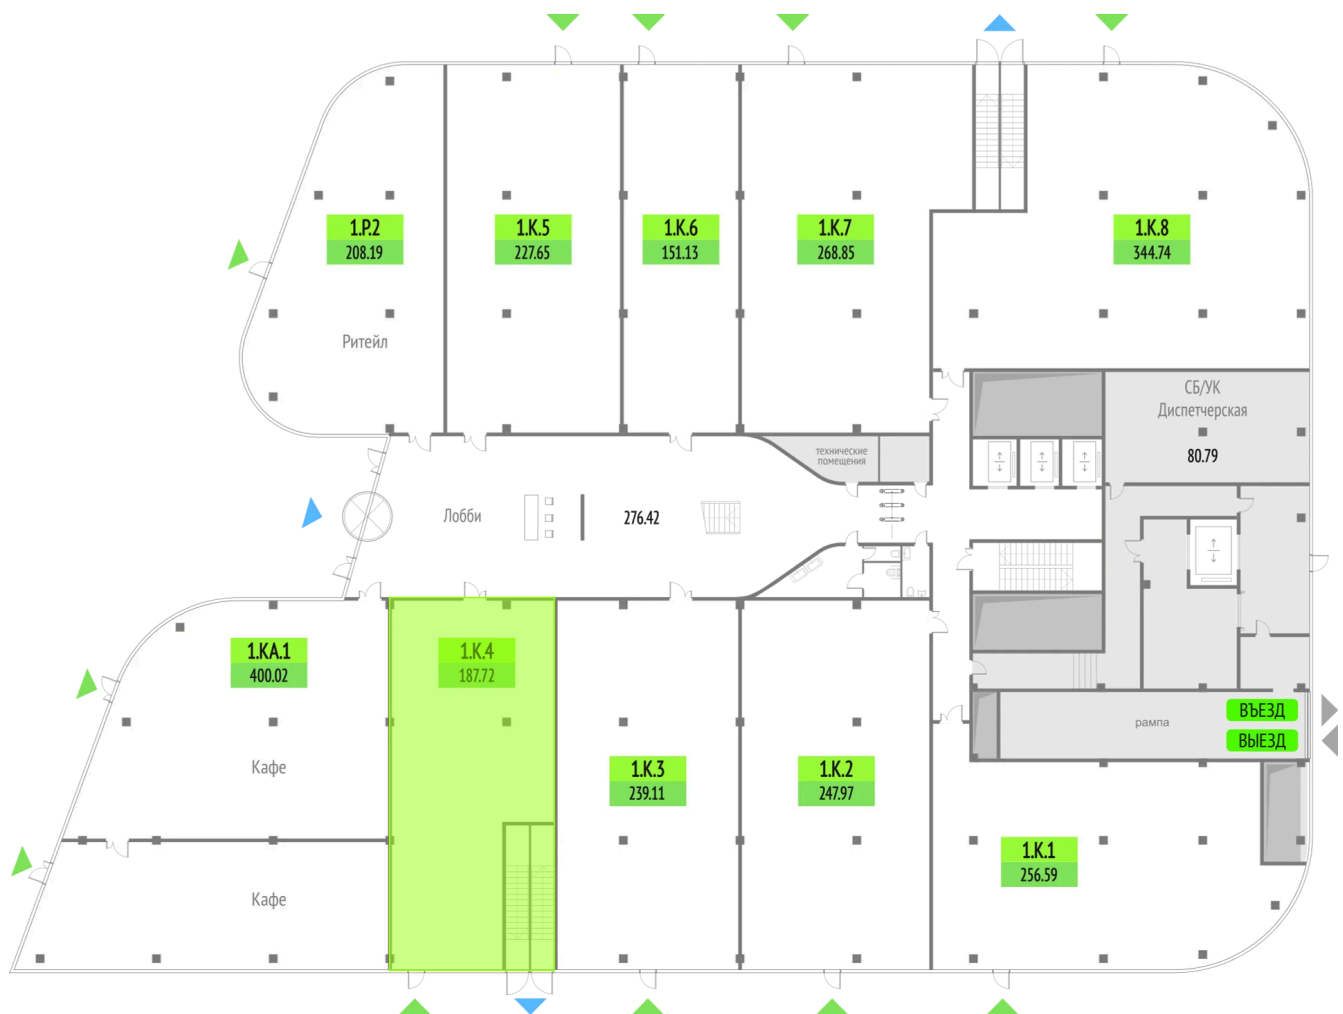 1.Р.2
208.19
1.К.5
227.65
1.К.6
151.13
1.К.7
268.85
1.К.8
344.74
Ритейл
СБ/УК
Диспетчерская
80.79
технические
помещения
Лобби
276.42
1.КА.1
400.02
1.К.4
187.72
Кафе
1.К.3
239.11
1.К.2
247.97
рампа
ВЪЕЗД
ВЫЕЗД
1.К.1
256.59
Кафе